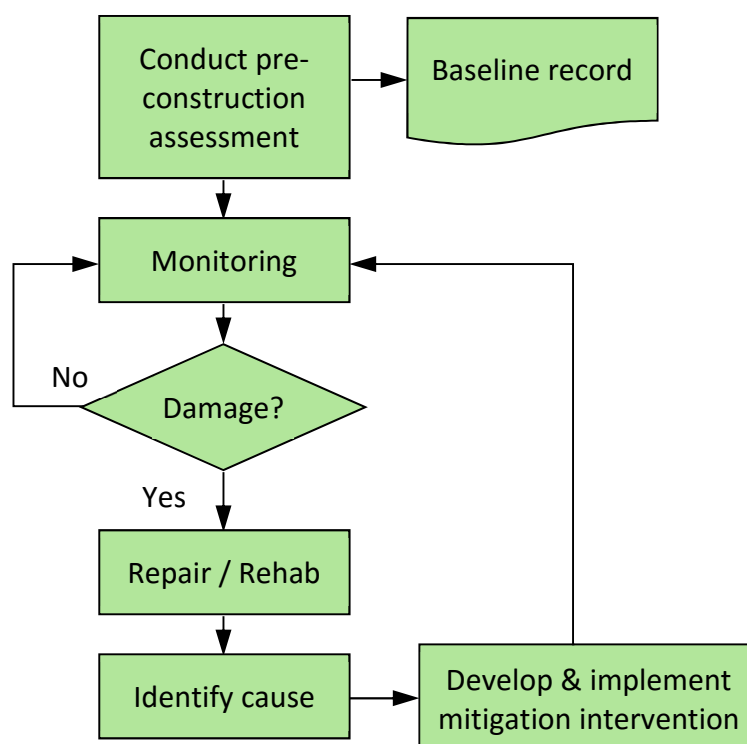 Conduct pre-
construction
assessment
Baseline record
Monitoring
No
Damage?
Yes
Repair / Rehab
Identify cause
Develop & implement
mitigation intervention